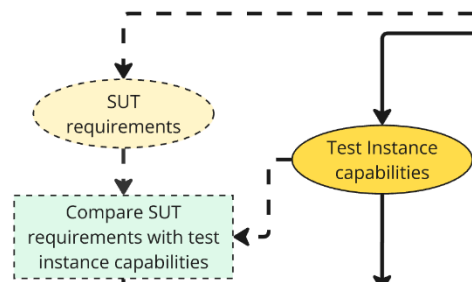 SUT
requirements
Test Instance
capabilities
Compare SUT
requirements with test
instance capabilities